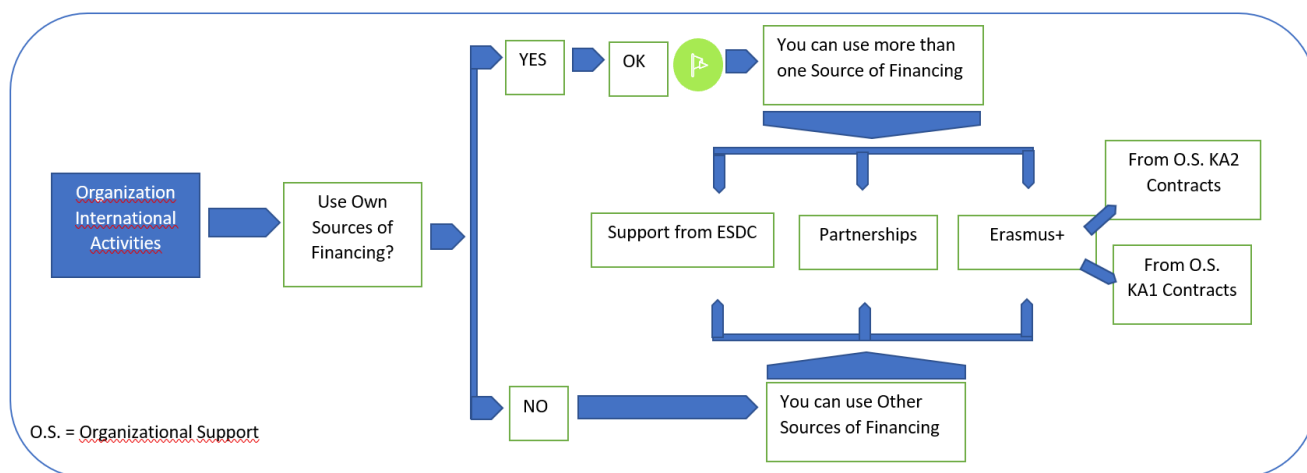 Organization
International
Activities
Use Own
Sources of
Financing?
YES
OK
You can use more than
one Source of Financing
Support from ESDC
Partnerships
Erasmus+
From O.S. KA2
Contracts
From O.S.
KA1 Contracts
NO
You can use Other
Sources of Financing
O.S. = Organizational Support